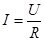 I = U/R